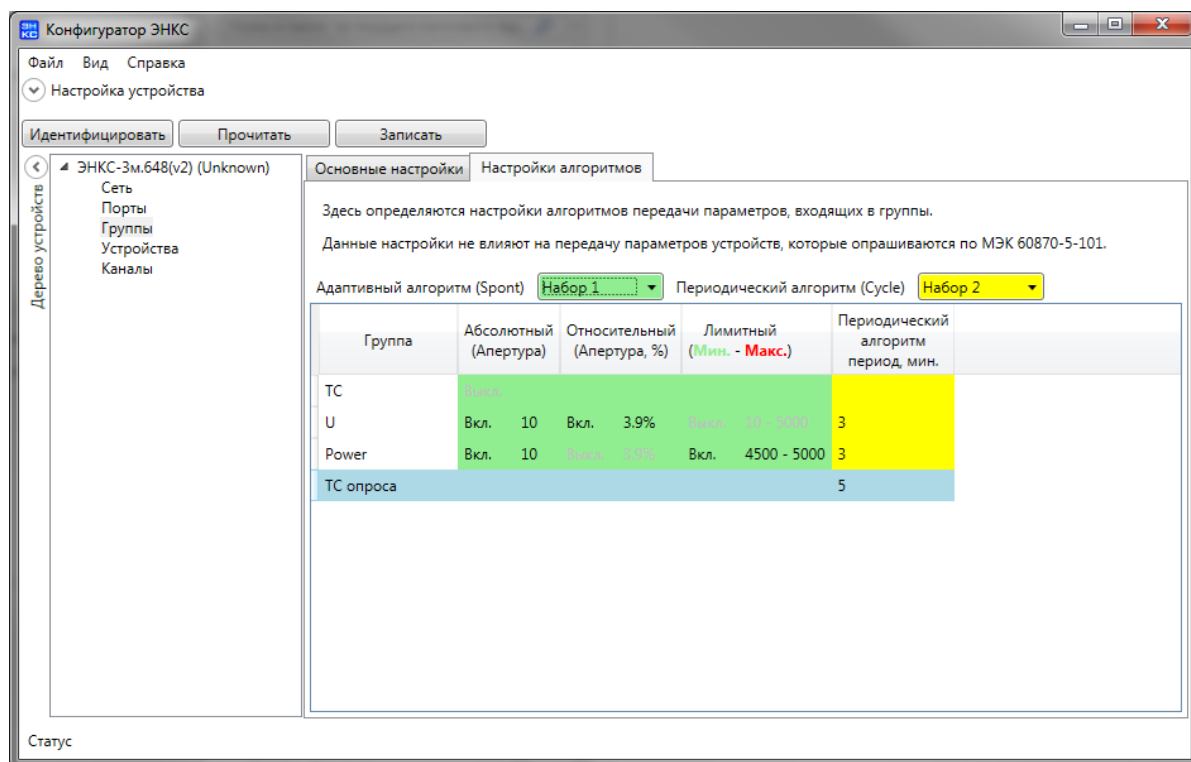 ЭН
КС
Конфигуратор ЭНКС
Файл Вид Справка
Настройка устройства
Идентифицировать Прочитать Записать
Дерево устройств
ЭНКС-3м.648(v2) (Unknown)
Сеть
Порты
Группы
Устройства
Каналы
Основные настройки Настройки алгоритмов
Здесь определяются настройки алгоритмов передачи параметров, входящих в группы.
Данные настройки не влияют на передачу параметров устройств, которые опрашиваются по МЭК 60870-5-101.
Адаптивный алгоритм (Spont) Набор 1 Периодический алгоритм (Cycle) Набор 2
Группа
Абсолютный
(Апертура)
Относительный
(Апертура, %)
Лимитный
(Мин. - Макс.)
Периодический
алгоритм
период, мин.
ТС Выкл.
U Вкл. 10 Вкл. 3.9% Выкл. 10 - 5000 3
Power Вкл. 10 Выкл. 3.9% Вкл. 4500 - 5000 3
ТС опроса 5
Статус